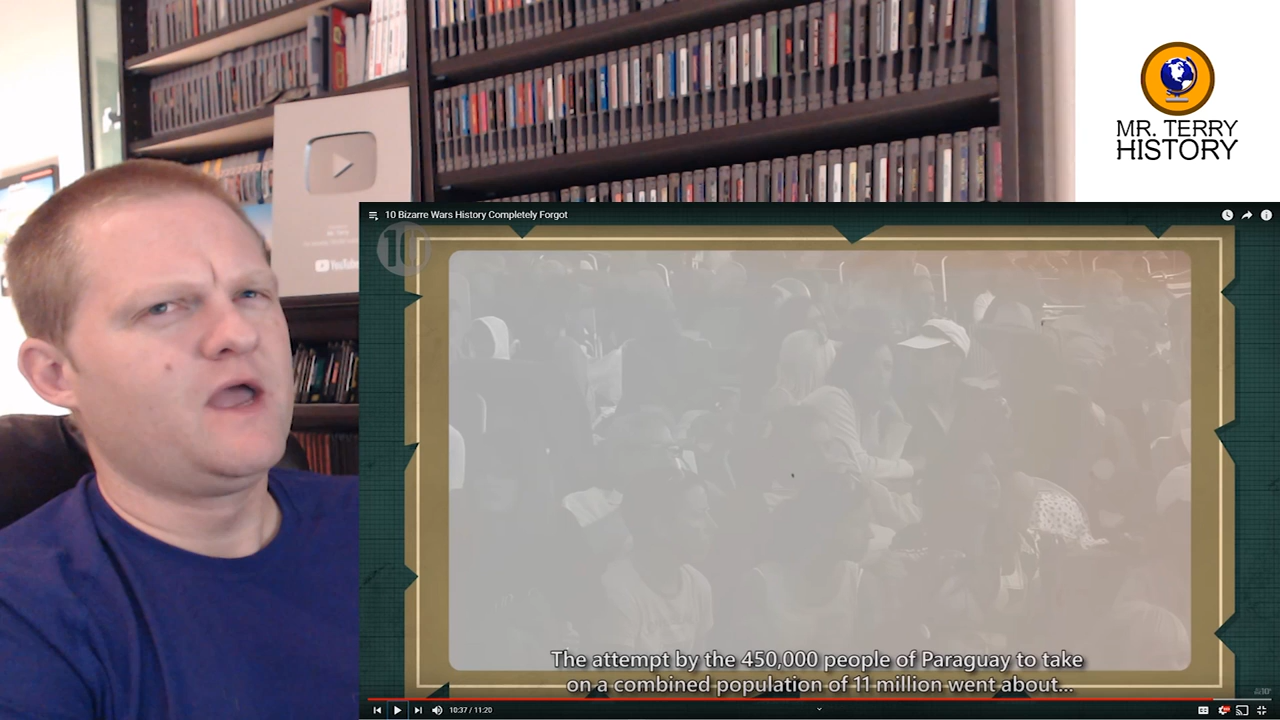 MR. TERRY
HISTORY
10 Bizarre Wars History Completely Forgot
10
YouTube
The attempt by the 450,000 people of Paraguay to take
on a combined population of 11 million went about...
10:37 / 11:20